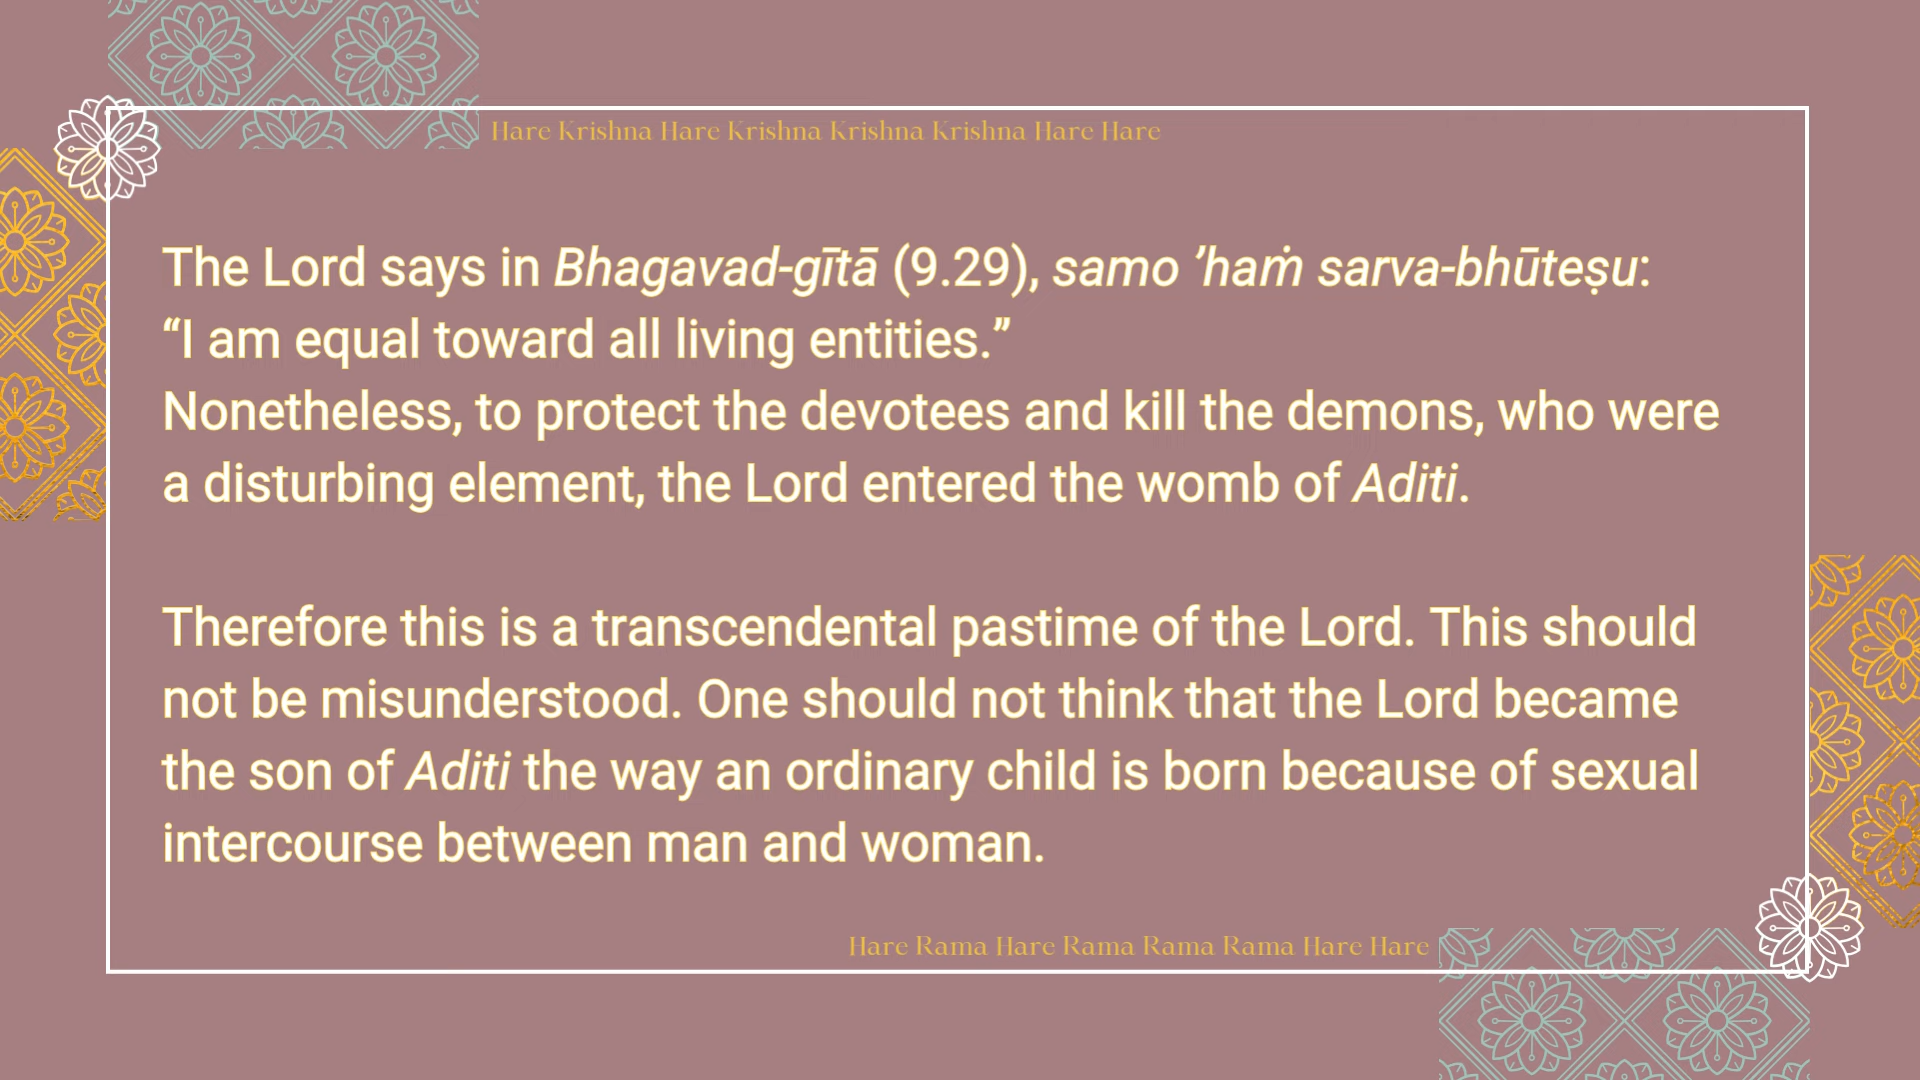 Hare Krishna Hare Krishna Krishna Krishna Hare Hare
The Lord says in Bhagavad-gītā (9.29), samo ’haṁ sarva-bhūteṣu:
“I am equal toward all living entities.”
Nonetheless, to protect the devotees and kill the demons, who were
a disturbing element, the Lord entered the womb of Aditi.
Therefore this is a transcendental pastime of the Lord. This should
not be misunderstood. One should not think that the Lord became
the son of Aditi the way an ordinary child is born because of sexual
intercourse between man and woman.
Hare Rama Hare Rama Rama Rama Hare Hare